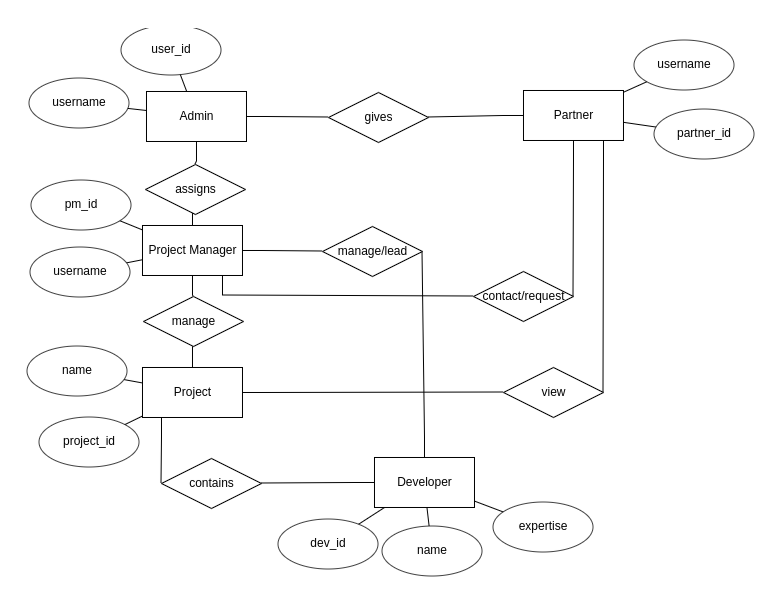 user_id
username
username
Admin
gives
Partner
partner_id
assigns
pm_id
Project Manager
manage/lead
username
contact/request
manage
name
Project
view
project_id
contains
Developer
expertise
dev_id
name